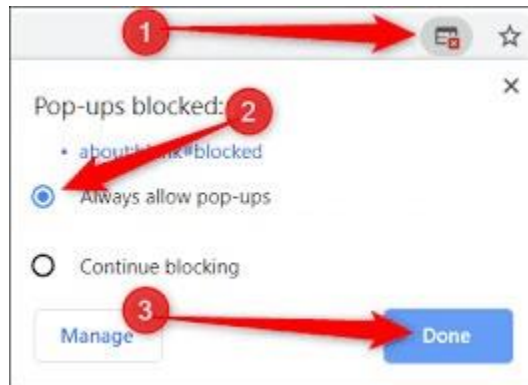 1
Pop-ups blocked:
2
about:blank#blocked
Always allow pop-ups
Continue blocking
3
Manage
Done